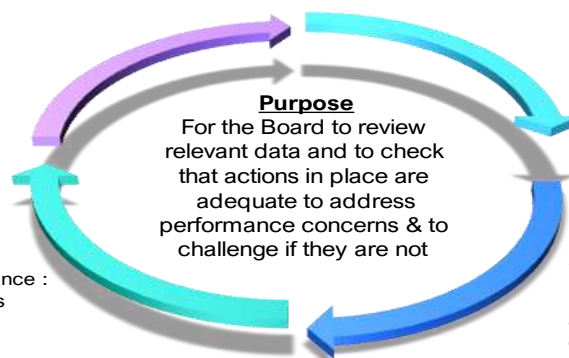 Purpose
For the Board to review
relevant data and to check
that actions in place are
adequate to address
performance concerns & to
challenge if they are not
nce :
s